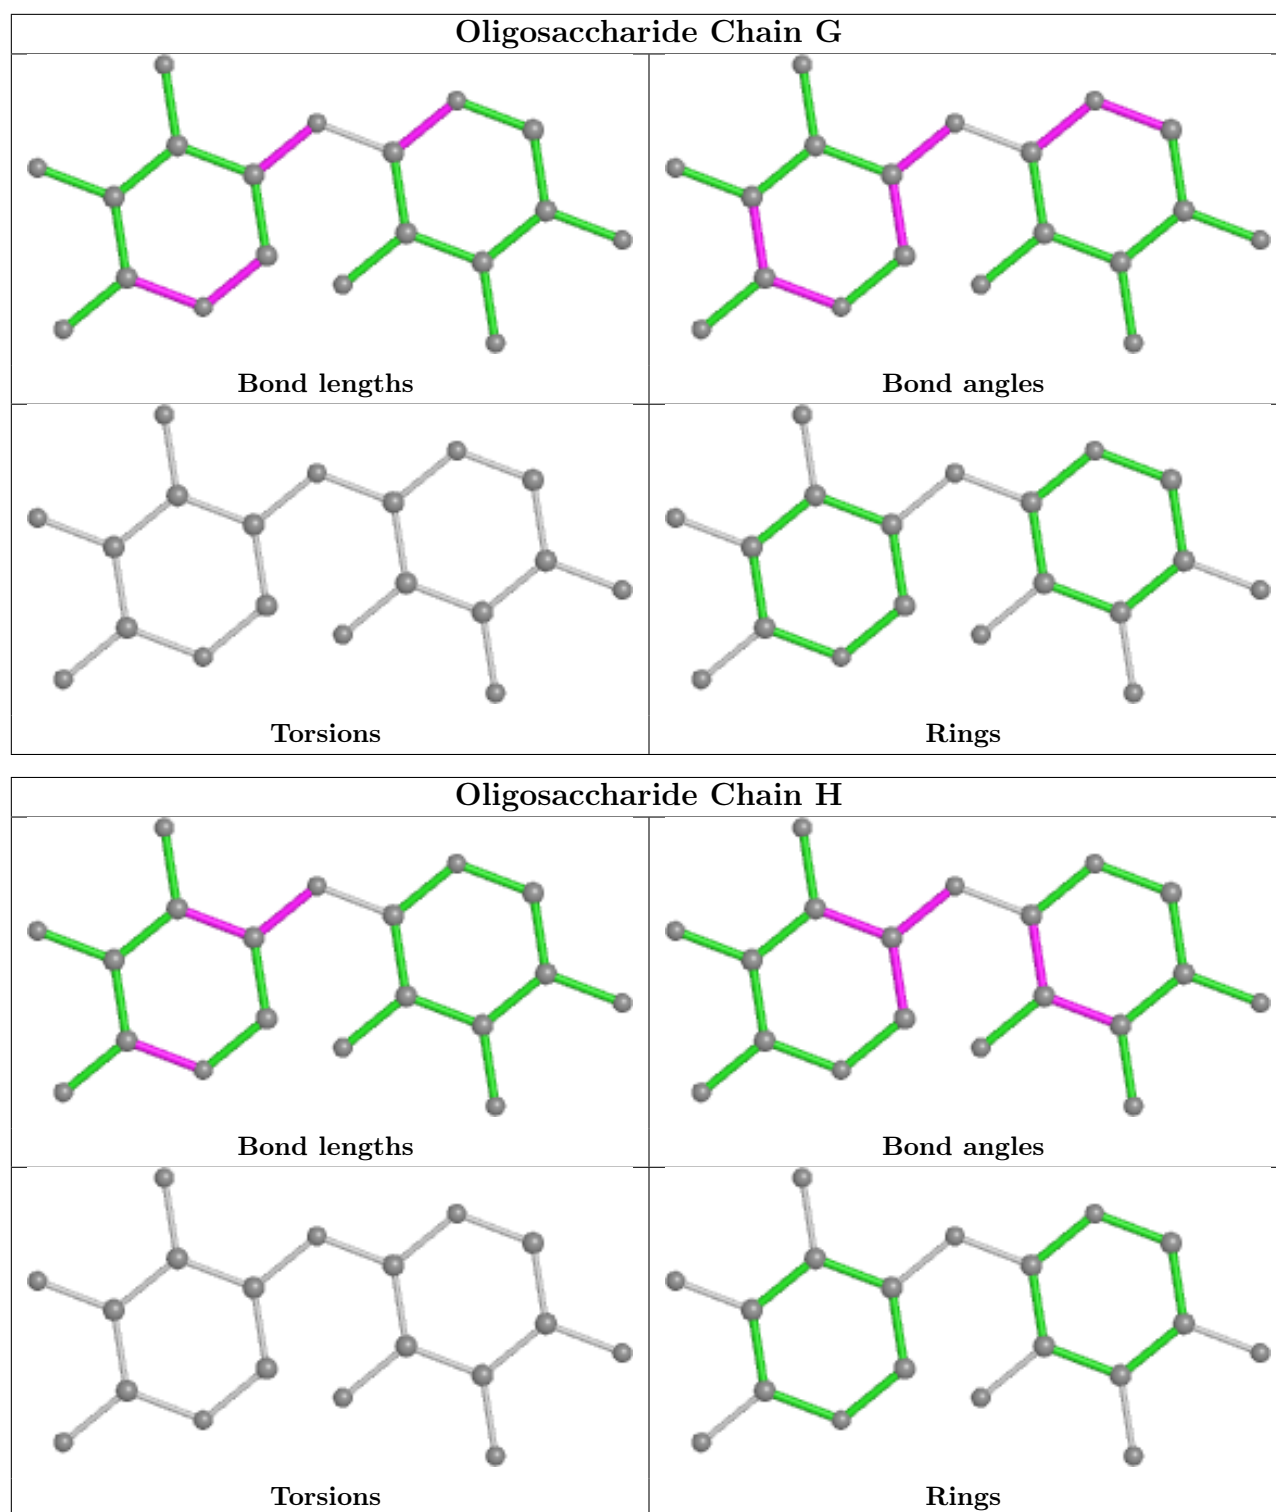 Oligosaccharide Chain G
Bond lengths
Bond angles
Torsions
Rings
Oligosaccharide Chain H
Bond lengths
Bond angles
Torsions
Rings